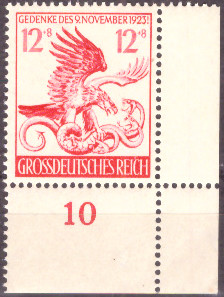 GEDENKE DES 9.NOVEMBER 1923!
12+8 12+8
GROSSDEUTSCHES REICH
10